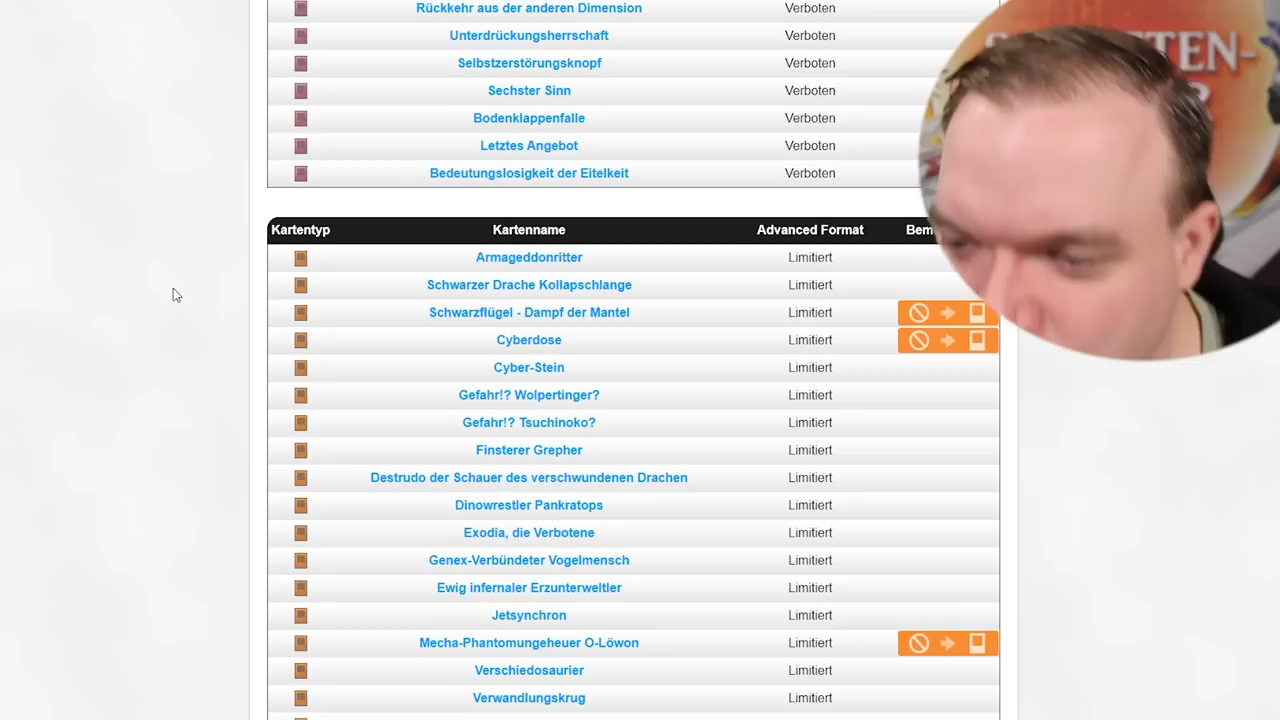 Rückkehr aus der anderen Dimension Verboten
Unterdrückungsherrschaft Verboten
Selbstzerstörungsknopf Verboten
Sechster Sinn Verboten
Bodenklappenfalle Verboten
Letztes Angebot Verboten
Bedeutungslosigkeit der Eitelkeit Verboten
Kartentyp Kartenname Advanced Format
Armageddonritter Limitiert
Schwarzer Drache Kollapschlange Limitiert
Schwarzflügel - Dampf der Mantel Limitiert
Cyberdose Limitiert
Cyber-Stein Limitiert
Gefahr!? Wolpertinger? Limitiert
Gefahr!? Tsuchinoko? Limitiert
Finsterer Grepher Limitiert
Destrudo der Schauer des verschwundenen Drachen Limitiert
Dinowrestler Pankratops Limitiert
Exodia, die Verbotene Limitiert
Genex-Verbündeter Vogelmensch Limitiert
Ewig infernaler Erzunterweltler Limitiert
Jetsynchron Limitiert
Mecha-Phantomungeheuer O-Löwon Limitiert
Verschiedosaurier Limitiert
Verwandlungskrug Limitiert